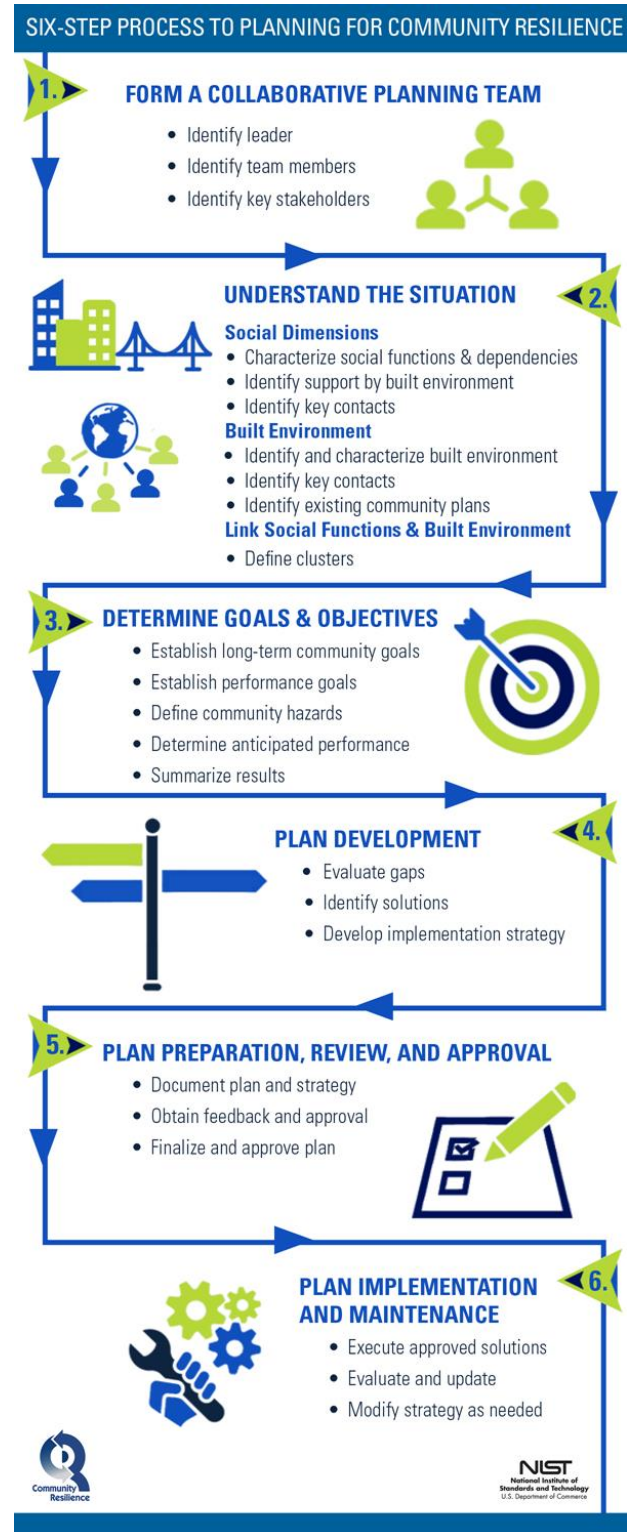 SIX-STEP PROCESS TO PLANNING FOR COMMUNITY RESILIENCE
1.
FORM A COLLABORATIVE PLANNING TEAM
• Identify leader
• Identify team members
• Identify key stakeholders
2.
UNDERSTAND THE SITUATION
Social Dimensions
• Characterize social functions & dependencies
• Identify support by built environment
• Identify key contacts
Built Environment
• Identify and characterize built environment
• Identify key contacts
• Identify existing community plans
Link Social Functions & Built Environment
• Define clusters
3.
DETERMINE GOALS & OBJECTIVES
• Establish long-term community goals
• Establish performance goals
• Define community hazards
• Determine anticipated performance
• Summarize results
4.
PLAN DEVELOPMENT
• Evaluate gaps
• Identify solutions
• Develop implementation strategy
5.
PLAN PREPARATION, REVIEW, AND APPROVAL
• Document plan and strategy
• Obtain feedback and approval
• Finalize and approve plan
6.
PLAN IMPLEMENTATION
AND MAINTENANCE
• Execute approved solutions
• Evaluate and update
• Modify strategy as needed
Community
Resilience
NIST
National Institute of
Standards and Technology
U.S. Department of Commerce